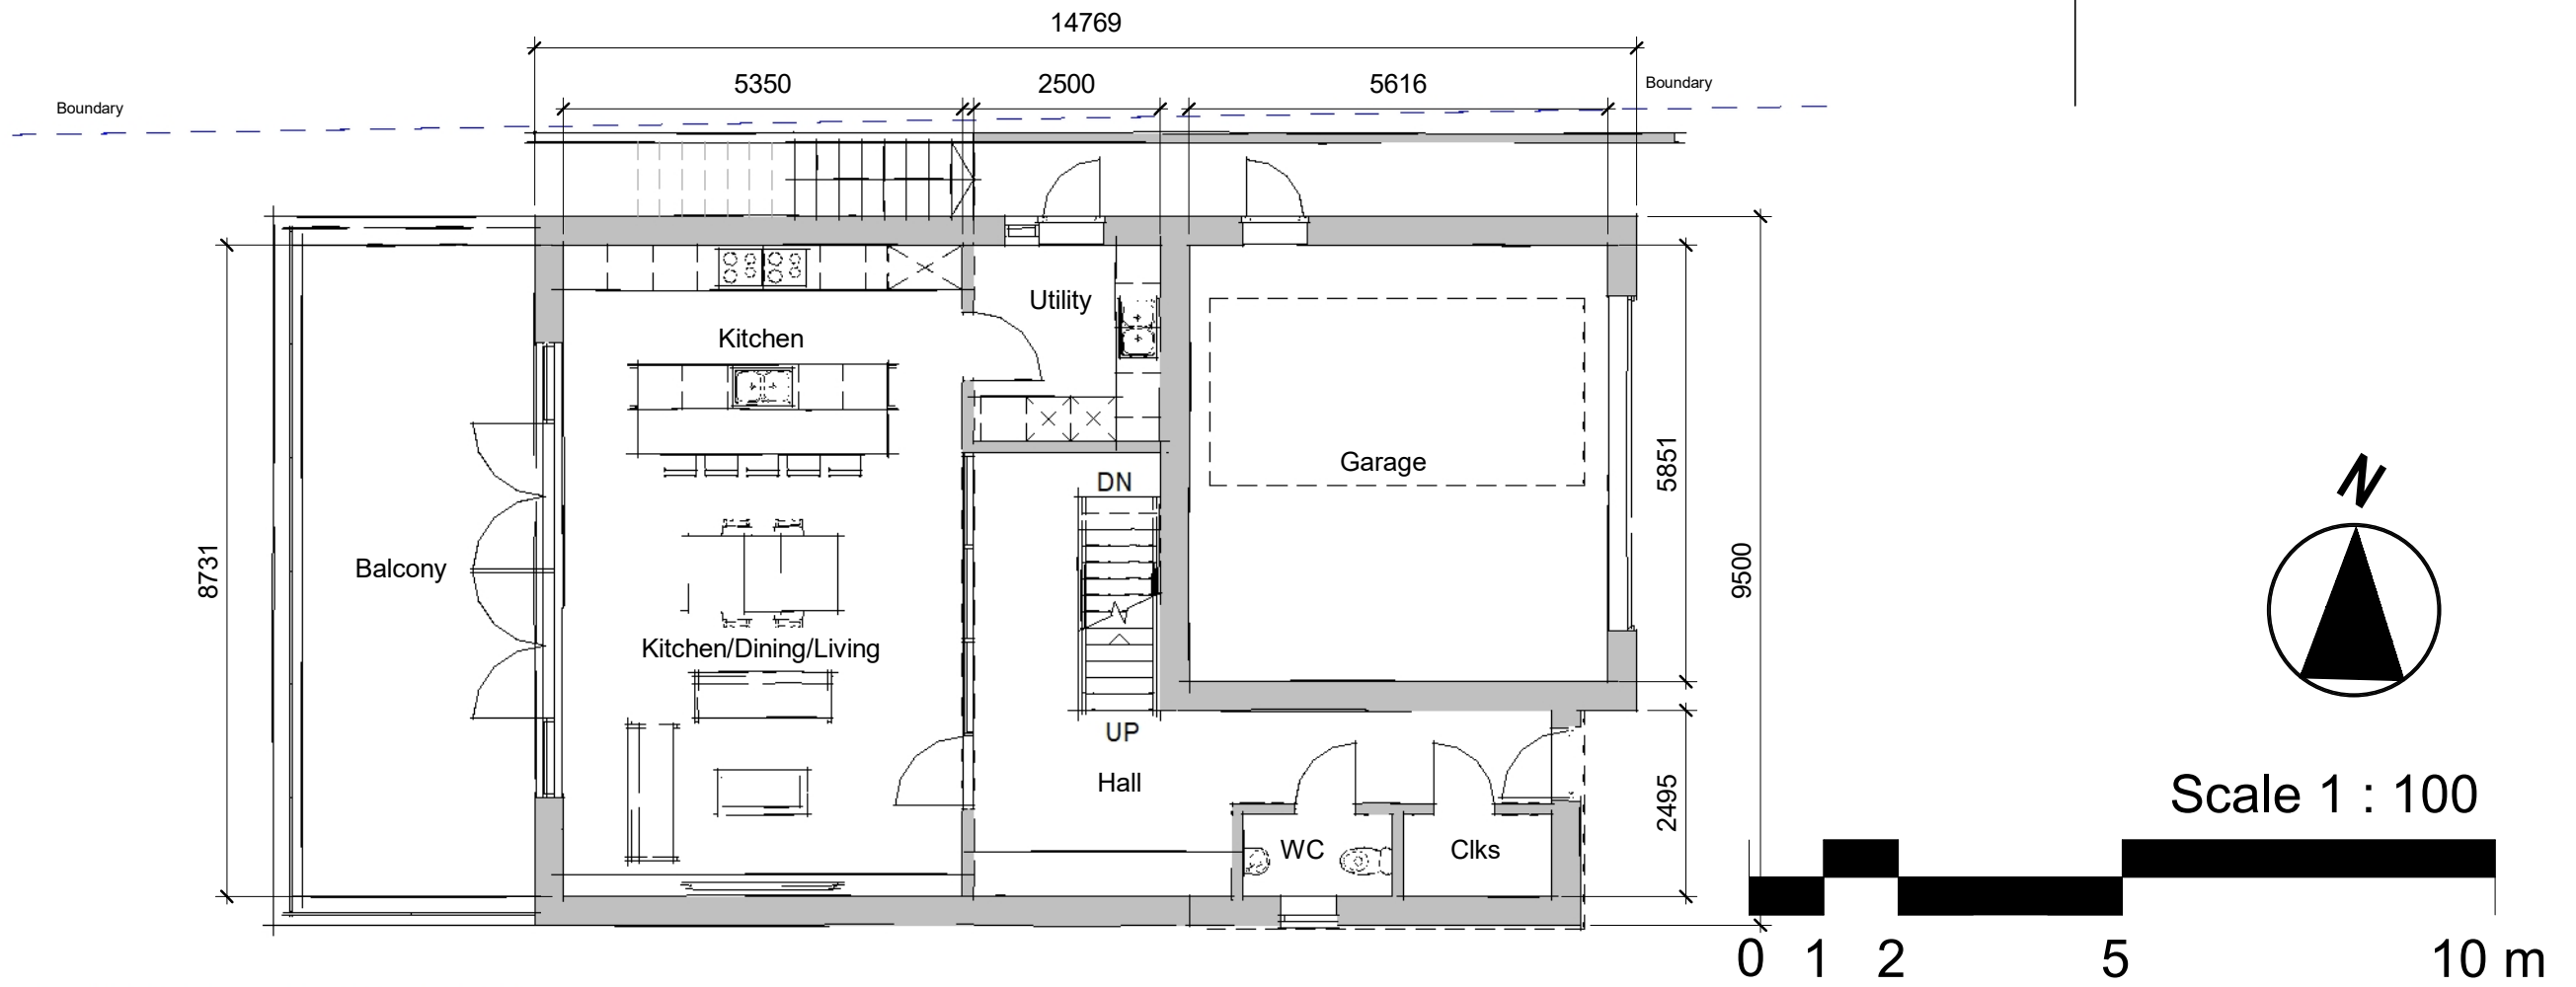 14769
5350 2500 5616
Boundary
Boundary
Utility
Kitchen
Garage
5851
DN
N
8731
Balcony
9500
Kitchen/Dining/Living
UP
Hall
2495
Scale 1 : 100
WC
Clks
0 1 2 5 10 m